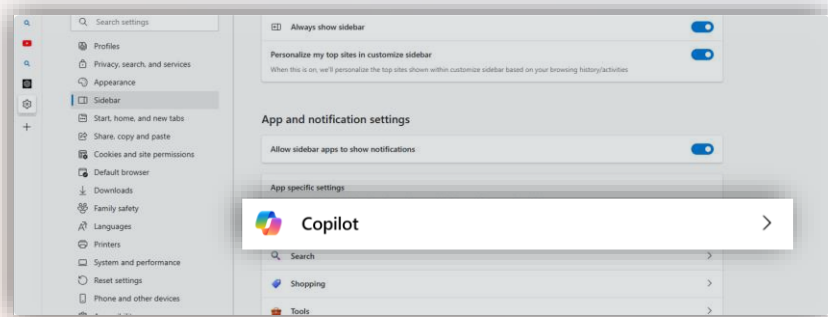 Search settings
Profiles
Privacy, search, and services
Appearance
Sidebar
Start, home, and new tabs
Share, copy and paste
Cookies and site permissions
Default browser
Downloads
Family safety
Languages
Printers
System and performance
Reset settings
Phone and other devices
Always show sidebar
Personalize my top sites in customize sidebar
When this is on, we'll personalize the top sites shown within customize sidebar based on your browsing history/activities
App and notification settings
Allow sidebar apps to show notifications
App specific settings
Copilot
Search
Shopping
Tools